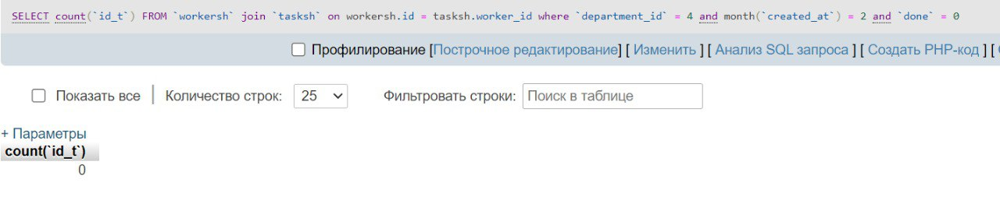 SELECT count(`id_t`) FROM `workersh` join `tasksh` on workersh.id = tasksh.worker_id where `department_id` = 4 and month(`created_at`) = 2 and `done` = 0
Профилирование [Построчное редактирование] [ Изменить ] [ Анализ SQL запроса ] [ Создать PHP-код ] [
Показать все | Количество строк: 25 Фильтровать строки: Поиск в таблице
+ Параметры
count(`id_t`)
0